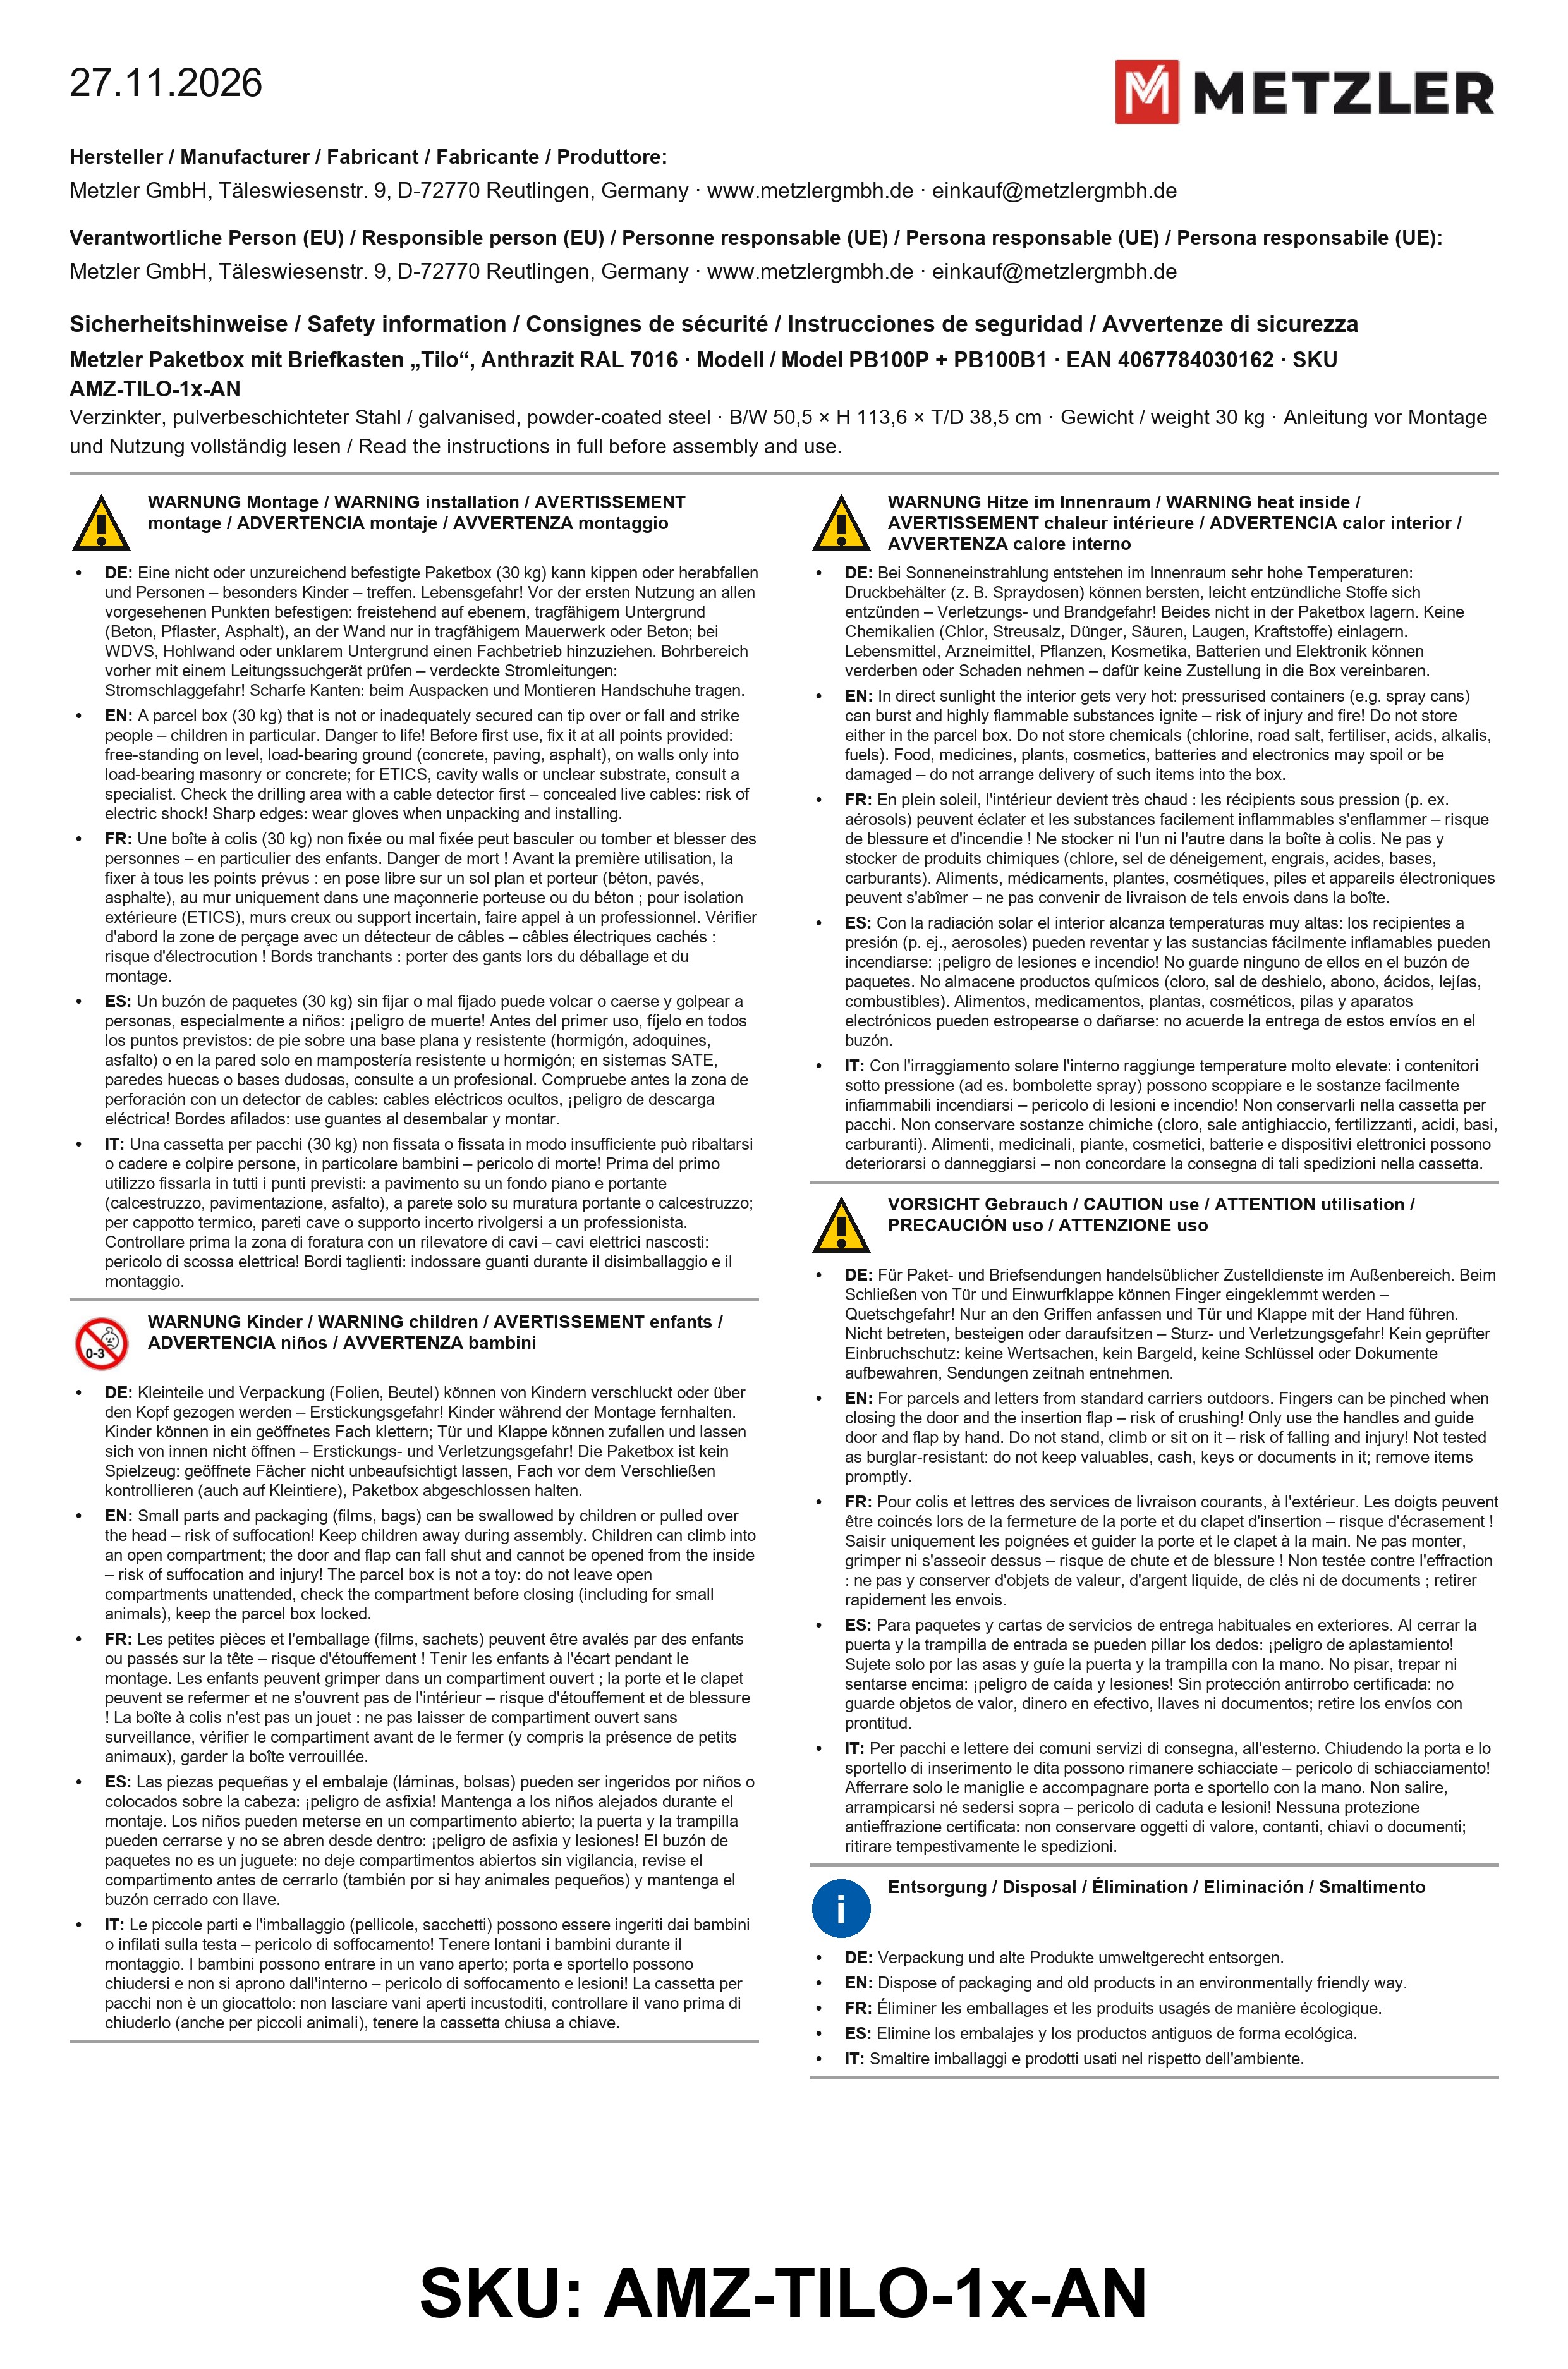 27.11.2026
METZLER
Hersteller / Manufacturer / Fabricant / Fabricante / Produttore:
Metzler GmbH, Täleswiesenstr. 9, D-72770 Reutlingen, Germany · www.metzlergmbh.de · einkauf@metzlergmbh.de
Verantwortliche Person (EU) / Responsible person (EU) / Personne responsable (UE) / Persona responsable (UE) / Persona responsabile (UE):
Metzler GmbH, Täleswiesenstr. 9, D-72770 Reutlingen, Germany · www.metzlergmbh.de · einkauf@metzlergmbh.de
Sicherheitshinweise / Safety information / Consignes de sécurité / Instrucciones de seguridad / Avvertenze di sicurezza
Metzler Paketbox mit Briefkasten „Tilo“, Anthrazit RAL 7016 · Modell / Model PB100P + PB100B1 · EAN 4067784030162 · SKU
AMZ-TILO-1x-AN
Verzinkter, pulverbeschichteter Stahl / galvanised, powder-coated steel · B/W 50,5 × H 113,6 × T/D 38,5 cm · Gewicht / weight 30 kg · Anleitung vor Montage
und Nutzung vollständig lesen / Read the instructions in full before assembly and use.
WARNUNG Montage / WARNING installation / AVERTISSEMENT
montage / ADVERTENCIA montaje / AVVERTENZA montaggio
• DE: Eine nicht oder unzureichend befestigte Paketbox (30 kg) kann kippen oder herabfallen
und Personen – besonders Kinder – treffen. Lebensgefahr! Vor der ersten Nutzung an allen
vorgesehenen Punkten befestigen: freistehend auf ebenem, tragfähigem Untergrund
(Beton, Pflaster, Asphalt), an der Wand nur in tragfähigem Mauerwerk oder Beton; bei
WDVS, Hohlwand oder unklarem Untergrund einen Fachbetrieb hinzuziehen. Bohrbereich
vorher mit einem Leitungssuchgerät prüfen – verdeckte Stromleitungen:
Stromschlaggefahr! Scharfe Kanten: beim Auspacken und Montieren Handschuhe tragen.
• EN: A parcel box (30 kg) that is not or inadequately secured can tip over or fall and strike
people – children in particular. Danger to life! Before first use, fix it at all points provided:
free-standing on level, load-bearing ground (concrete, paving, asphalt), on walls only into
load-bearing masonry or concrete; for ETICS, cavity walls or unclear substrate, consult a
specialist. Check the drilling area with a cable detector first – concealed live cables: risk of
electric shock! Sharp edges: wear gloves when unpacking and installing.
• FR: Une boîte à colis (30 kg) non fixée ou mal fixée peut basculer ou tomber et blesser des
personnes – en particulier des enfants. Danger de mort ! Avant la première utilisation, la
fixer à tous les points prévus : en pose libre sur un sol plan et porteur (béton, pavés,
asphalte), au mur uniquement dans une maçonnerie porteuse ou du béton ; pour isolation
extérieure (ETICS), murs creux ou support incertain, faire appel à un professionnel. Vérifier
d'abord la zone de perçage avec un détecteur de câbles – câbles électriques cachés :
risque d'électrocution ! Bords tranchants : porter des gants lors du déballage et du
montage.
• ES: Un buzón de paquetes (30 kg) sin fijar o mal fijado puede volcar o caerse y golpear a
personas, especialmente a niños: ¡peligro de muerte! Antes del primer uso, fíjelo en todos
los puntos previstos: de pie sobre una base plana y resistente (hormigón, adoquines,
asfalto) o en la pared solo en mampostería resistente u hormigón; en sistemas SATE,
paredes huecas o bases dudosas, consulte a un profesional. Compruebe antes la zona de
perforación con un detector de cables: cables eléctricos ocultos, ¡peligro de descarga
eléctrica! Bordes afilados: use guantes al desembalar y montar.
• IT: Una cassetta per pacchi (30 kg) non fissata o fissata in modo insufficiente può ribaltarsi
o cadere e colpire persone, in particolare bambini – pericolo di morte! Prima del primo
utilizzo fissarla in tutti i punti previsti: a pavimento su un fondo piano e portante
(calcestruzzo, pavimentazione, asfalto), a parete solo su muratura portante o calcestruzzo;
per cappotto termico, pareti cave o supporto incerto rivolgersi a un professionista.
Controllare prima la zona di foratura con un rilevatore di cavi – cavi elettrici nascosti:
pericolo di scossa elettrica! Bordi taglienti: indossare guanti durante il disimballaggio e il
montaggio.
0-3
WARNUNG Kinder / WARNING children / AVERTISSEMENT enfants /
ADVERTENCIA niños / AVVERTENZA bambini
• DE: Kleinteile und Verpackung (Folien, Beutel) können von Kindern verschluckt oder über
den Kopf gezogen werden – Erstickungsgefahr! Kinder während der Montage fernhalten.
Kinder können in ein geöffnetes Fach klettern; Tür und Klappe können zufallen und lassen
sich von innen nicht öffnen – Erstickungs- und Verletzungsgefahr! Die Paketbox ist kein
Spielzeug: geöffnete Fächer nicht unbeaufsichtigt lassen, Fach vor dem Verschließen
kontrollieren (auch auf Kleintiere), Paketbox abgeschlossen halten.
• EN: Small parts and packaging (films, bags) can be swallowed by children or pulled over
the head – risk of suffocation! Keep children away during assembly. Children can climb into
an open compartment; the door and flap can fall shut and cannot be opened from the inside
– risk of suffocation and injury! The parcel box is not a toy: do not leave open
compartments unattended, check the compartment before closing (including for small
animals), keep the parcel box locked.
• FR: Les petites pièces et l'emballage (films, sachets) peuvent être avalés par des enfants
ou passés sur la tête – risque d'étouffement ! Tenir les enfants à l'écart pendant le
montage. Les enfants peuvent grimper dans un compartiment ouvert ; la porte et le clapet
peuvent se refermer et ne s'ouvrent pas de l'intérieur – risque d'étouffement et de blessure
! La boîte à colis n'est pas un jouet : ne pas laisser de compartiment ouvert sans
surveillance, vérifier le compartiment avant de le fermer (y compris la présence de petits
animaux), garder la boîte verrouillée.
• ES: Las piezas pequeñas y el embalaje (láminas, bolsas) pueden ser ingeridos por niños o
colocados sobre la cabeza: ¡peligro de asfixia! Mantenga a los niños alejados durante el
montaje. Los niños pueden meterse en un compartimento abierto; la puerta y la trampilla
pueden cerrarse y no se abren desde dentro: ¡peligro de asfixia y lesiones! El buzón de
paquetes no es un juguete: no deje compartimentos abiertos sin vigilancia, revise el
compartimento antes de cerrarlo (también por si hay animales pequeños) y mantenga el
buzón cerrado con llave.
• IT: Le piccole parti e l'imballaggio (pellicole, sacchetti) possono essere ingeriti dai bambini
o infilati sulla testa – pericolo di soffocamento! Tenere lontani i bambini durante il
montaggio. I bambini possono entrare in un vano aperto; porta e sportello possono
chiudersi e non si aprono dall'interno – pericolo di soffocamento e lesioni! La cassetta per
pacchi non è un giocattolo: non lasciare vani aperti incustoditi, controllare il vano prima di
chiuderlo (anche per piccoli animali), tenere la cassetta chiusa a chiave.
WARNUNG Hitze im Innenraum / WARNING heat inside /
AVERTISSEMENT chaleur intérieure / ADVERTENCIA calor interior /
AVVERTENZA calore interno
• DE: Bei Sonneneinstrahlung entstehen im Innenraum sehr hohe Temperaturen:
Druckbehälter (z. B. Spraydosen) können bersten, leicht entzündliche Stoffe sich
entzünden – Verletzungs- und Brandgefahr! Beides nicht in der Paketbox lagern. Keine
Chemikalien (Chlor, Streusalz, Dünger, Säuren, Laugen, Kraftstoffe) einlagern.
Lebensmittel, Arzneimittel, Pflanzen, Kosmetika, Batterien und Elektronik können
verderben oder Schaden nehmen – dafür keine Zustellung in die Box vereinbaren.
• EN: In direct sunlight the interior gets very hot: pressurised containers (e.g. spray cans)
can burst and highly flammable substances ignite – risk of injury and fire! Do not store
either in the parcel box. Do not store chemicals (chlorine, road salt, fertiliser, acids, alkalis,
fuels). Food, medicines, plants, cosmetics, batteries and electronics may spoil or be
damaged – do not arrange delivery of such items into the box.
• FR: En plein soleil, l'intérieur devient très chaud : les récipients sous pression (p. ex.
aérosols) peuvent éclater et les substances facilement inflammables s'enflammer – risque
de blessure et d'incendie ! Ne stocker ni l'un ni l'autre dans la boîte à colis. Ne pas y
stocker de produits chimiques (chlore, sel de déneigement, engrais, acides, bases,
carburants). Aliments, médicaments, plantes, cosmétiques, piles et appareils électroniques
peuvent s'abîmer – ne pas convenir de livraison de tels envois dans la boîte.
• ES: Con la radiación solar el interior alcanza temperaturas muy altas: los recipientes a
presión (p. ej., aerosoles) pueden reventar y las sustancias fácilmente inflamables pueden
incendiarse: ¡peligro de lesiones e incendio! No guarde ninguno de ellos en el buzón de
paquetes. No almacene productos químicos (cloro, sal de deshielo, abono, ácidos, lejías,
combustibles). Alimentos, medicamentos, plantas, cosméticos, pilas y aparatos
electrónicos pueden estropearse o dañarse: no acuerde la entrega de estos envíos en el
buzón.
• IT: Con l'irraggiamento solare l'interno raggiunge temperature molto elevate: i contenitori
sotto pressione (ad es. bombolette spray) possono scoppiare e le sostanze facilmente
infiammabili incendiarsi – pericolo di lesioni e incendio! Non conservarli nella cassetta per
pacchi. Non conservare sostanze chimiche (cloro, sale antighiaccio, fertilizzanti, acidi, basi,
carburanti). Alimenti, medicinali, piante, cosmetici, batterie e dispositivi elettronici possono
deteriorarsi o danneggiarsi – non concordare la consegna di tali spedizioni nella cassetta.
VORSICHT Gebrauch / CAUTION use / ATTENTION utilisation /
PRECAUCIÓN uso / ATTENZIONE uso
• DE: Für Paket- und Briefsendungen handelsüblicher Zustelldienste im Außenbereich. Beim
Schließen von Tür und Einwurfklappe können Finger eingeklemmt werden –
Quetschgefahr! Nur an den Griffen anfassen und Tür und Klappe mit der Hand führen.
Nicht betreten, besteigen oder daraufsitzen – Sturz- und Verletzungsgefahr! Kein geprüfter
Einbruchschutz: keine Wertsachen, kein Bargeld, keine Schlüssel oder Dokumente
aufbewahren, Sendungen zeitnah entnehmen.
• EN: For parcels and letters from standard carriers outdoors. Fingers can be pinched when
closing the door and the insertion flap – risk of crushing! Only use the handles and guide
door and flap by hand. Do not stand, climb or sit on it – risk of falling and injury! Not tested
as burglar-resistant: do not keep valuables, cash, keys or documents in it; remove items
promptly.
• FR: Pour colis et lettres des services de livraison courants, à l'extérieur. Les doigts peuvent
être coincés lors de la fermeture de la porte et du clapet d'insertion – risque d'écrasement !
Saisir uniquement les poignées et guider la porte et le clapet à la main. Ne pas monter,
grimper ni s'asseoir dessus – risque de chute et de blessure ! Non testée contre l'effraction
: ne pas y conserver d'objets de valeur, d'argent liquide, de clés ni de documents ; retirer
rapidement les envois.
• ES: Para paquetes y cartas de servicios de entrega habituales en exteriores. Al cerrar la
puerta y la trampilla de entrada se pueden pillar los dedos: ¡peligro de aplastamiento!
Sujete solo por las asas y guíe la puerta y la trampilla con la mano. No pisar, trepar ni
sentarse encima: ¡peligro de caída y lesiones! Sin protección antirrobo certificada: no
guarde objetos de valor, dinero en efectivo, llaves ni documentos; retire los envíos con
prontitud.
• IT: Per pacchi e lettere dei comuni servizi di consegna, all'esterno. Chiudendo la porta e lo
sportello di inserimento le dita possono rimanere schiacciate – pericolo di schiacciamento!
Afferrare solo le maniglie e accompagnare porta e sportello con la mano. Non salire,
arrampicarsi né sedersi sopra – pericolo di caduta e lesioni! Nessuna protezione
antieffrazione certificata: non conservare oggetti di valore, contanti, chiavi o documenti;
ritirare tempestivamente le spedizioni.
i
Entsorgung / Disposal / Élimination / Eliminación / Smaltimento
• DE: Verpackung und alte Produkte umweltgerecht entsorgen.
• EN: Dispose of packaging and old products in an environmentally friendly way.
• FR: Éliminer les emballages et les produits usagés de manière écologique.
• ES: Elimine los embalajes y los productos antiguos de forma ecológica.
• IT: Smaltire imballaggi e prodotti usati nel rispetto dell'ambiente.
SKU: AMZ-TILO-1x-AN